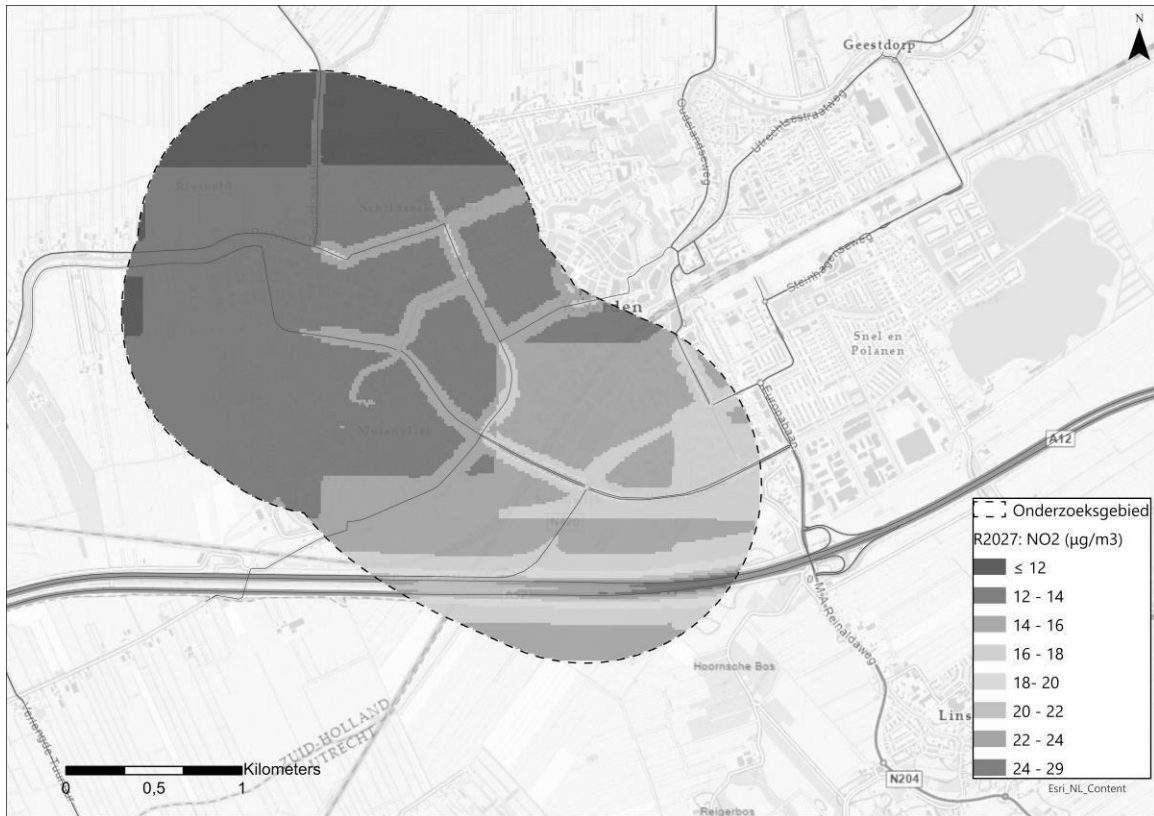 N
Geestdorp
Oudelandseweg
Utrechtsestraatweg
Rietveld
Steinhagenseweg
Snel en
Polanen
Europabaan
A12
Molenvliet
M-A-Reinaldaweg
Hoornsche Bos
ZUID-HOLLAND
UTRECHT
Lins
N204
Reigerbos
Onderzoeksgebied
R2027: NO2 (µg/m3)
≤ 12
12 - 14
14 - 16
16 - 18
18- 20
20 - 22
22 - 24
24 - 29
Esri_NL_Content
Kilometers
0 0,5 1